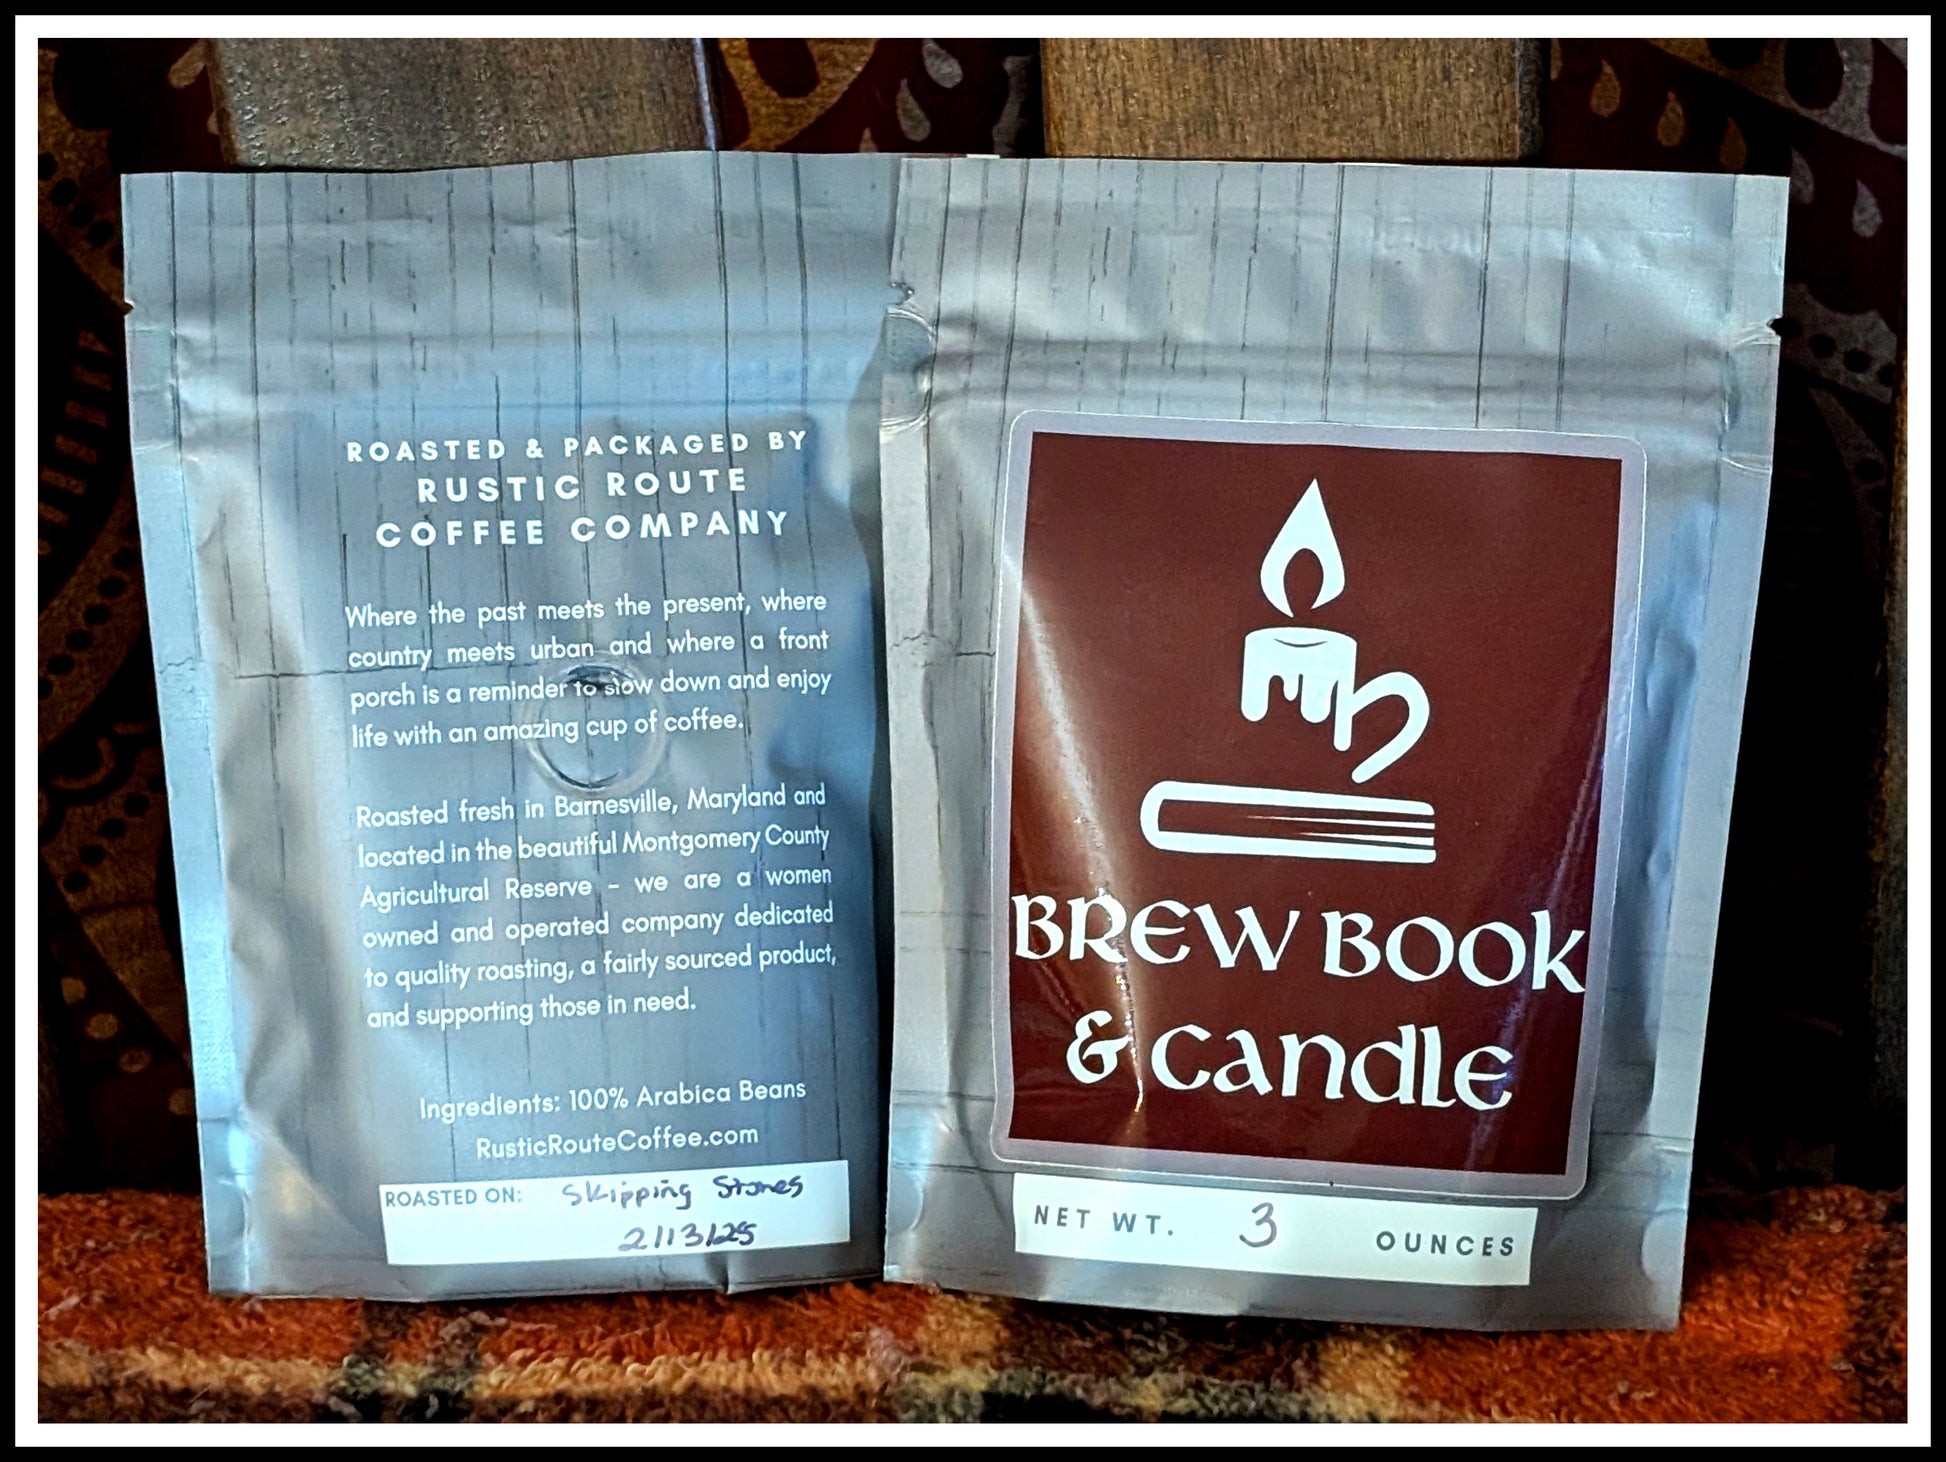 ROASTED & PACKAGED BY
RUSTIC ROUTE
COFFEE COMPANY
Where the past meets the present, where
country meets urban and where a front
porch is a reminder to slow down and enjoy
life with an amazing cup of coffee.
Roasted fresh in Barnesville, Maryland and
located in the beautiful Montgomery County
Agricultural Reserve - we are a women
owned and operated company dedicated
to quality roasting, a fairly sourced product,
and supporting those in need.
Ingredients: 100% Arabica Beans
RusticRouteCoffee.com
ROASTED ON: Skipping Stones
2/13/25
BREW BOOK
& CANDLE
NET WT. 3 OUNCES